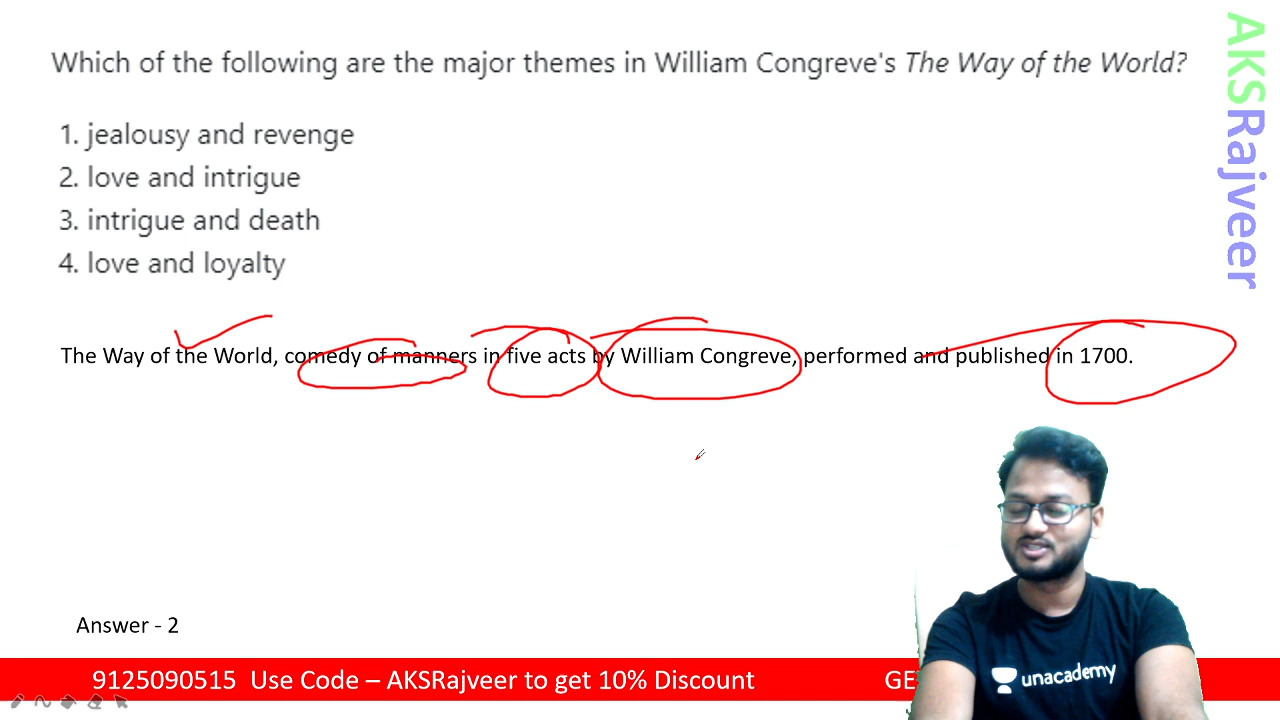 Which of the following are the major themes in William Congreve's The Way of the World?
1. jealousy and revenge
2. love and intrigue
3. intrigue and death
4. love and loyalty
The Way of the World, comedy of manners in five acts by William Congreve, performed and published in 1700.
Answer - 2
9125090515 Use Code – AKSRajveer to get 10% Discount
AKSRajveer
unacademy